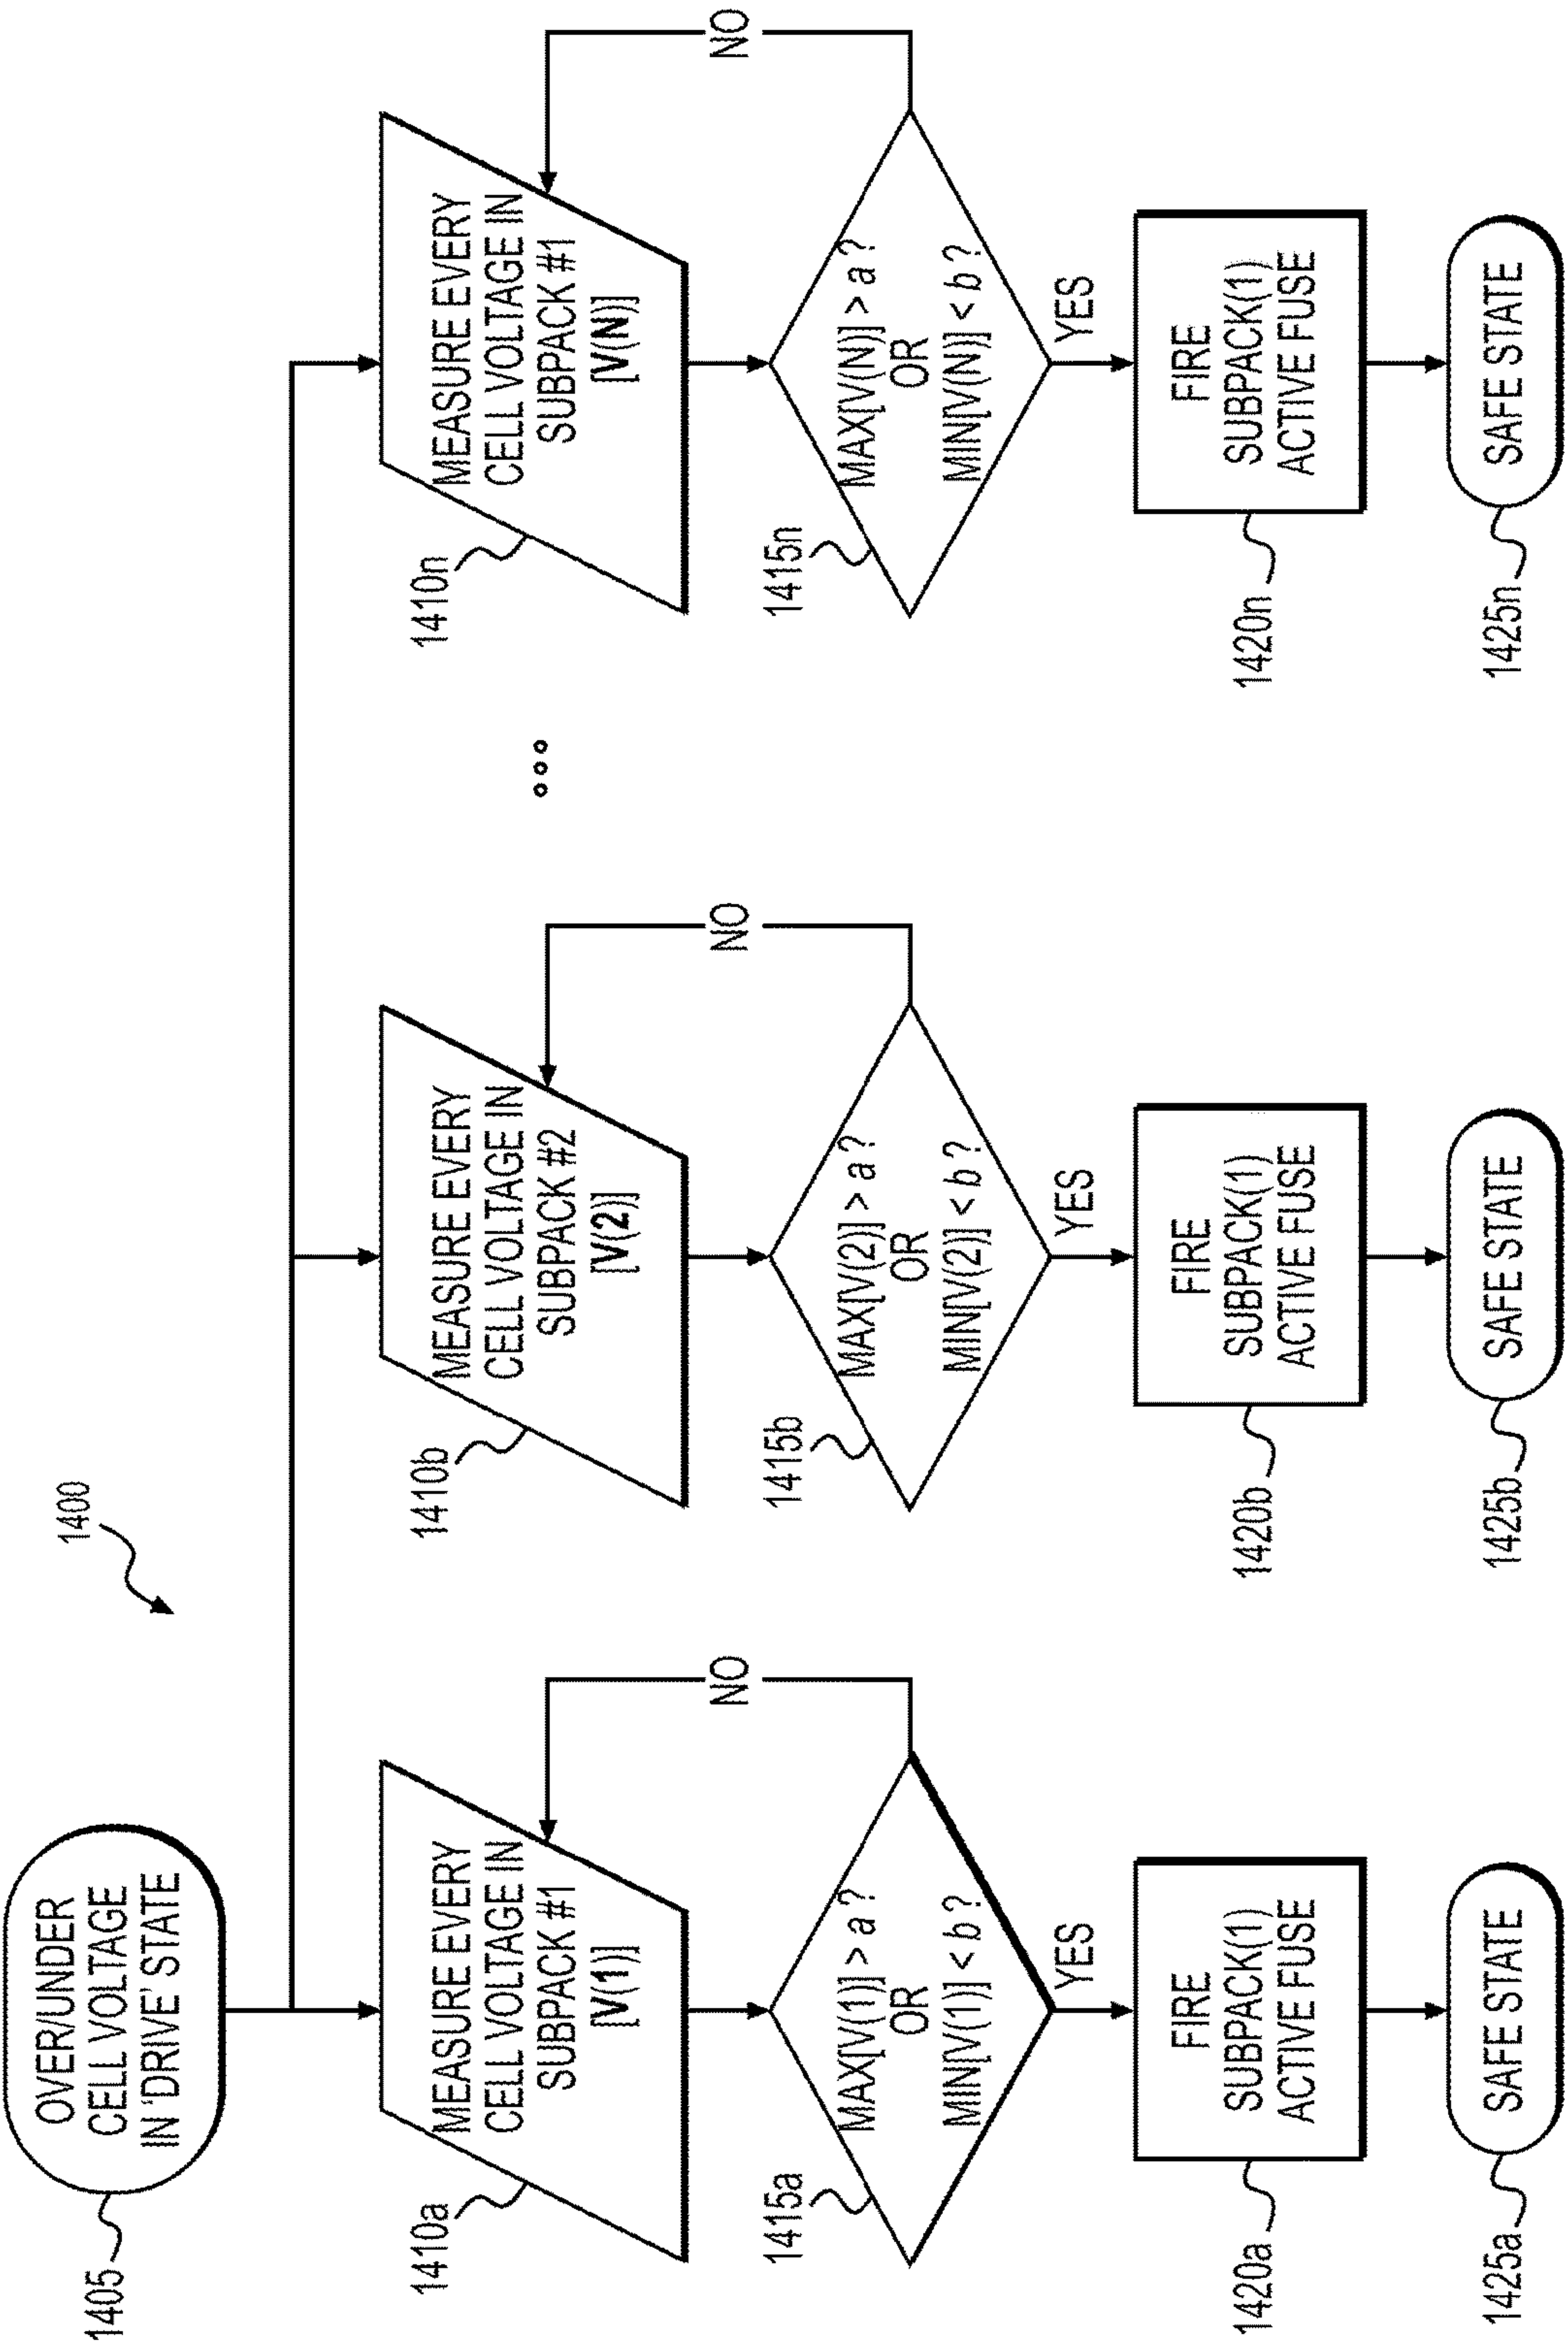 1400
1405
OVER/UNDER
CELL VOLTAGE
IN 'DRIVE' STATE
1410a
MEASURE EVERY
CELL VOLTAGE IN
SUBPACK #1
[V(1)]
NO
1415a
MAX[V(1)] > a ?
OR
MIN[V(1)] < b ?
YES
1420a
FIRE
SUBPACK(1)
ACTIVE FUSE
1425a
SAFE STATE
1410b
MEASURE EVERY
CELL VOLTAGE IN
SUBPACK #2
[V(2)]
NO
1415b
MAX[V(2)] > a ?
OR
MIN[V(2)] < b ?
YES
1420b
FIRE
SUBPACK(1)
ACTIVE FUSE
1425b
SAFE STATE
1410n
MEASURE EVERY
CELL VOLTAGE IN
SUBPACK #1
[V(N)]
NO
1415n
MAX[V(N)] > a ?
OR
MIN[V(N)] < b ?
YES
1420n
FIRE
SUBPACK(1)
ACTIVE FUSE
1425n
SAFE STATE